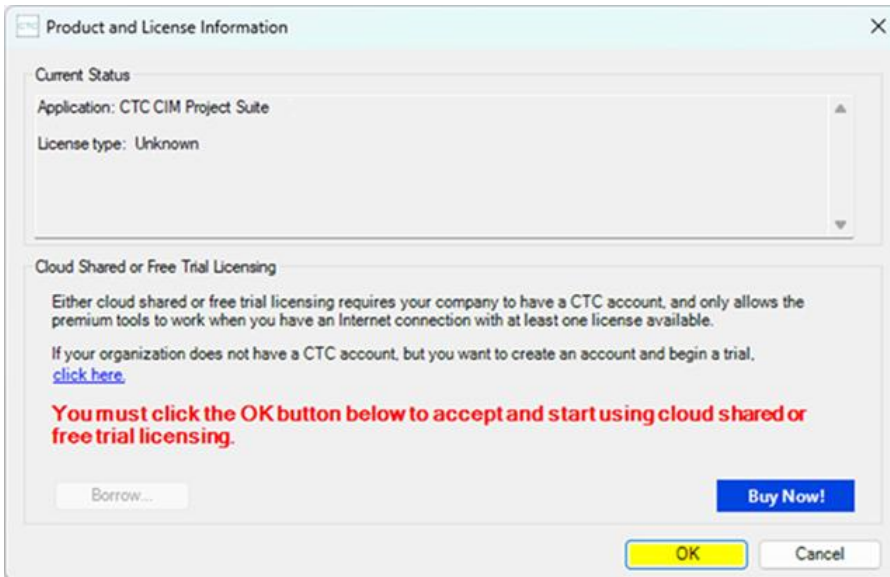 CTC
Product and License Information
Current Status
Application: CTC CIM Project Suite
License type: Unknown
Cloud Shared or Free Trial Licensing
Either cloud shared or free trial licensing requires your company to have a CTC account, and only allows the
premium tools to work when you have an Internet connection with at least one license available.
If your organization does not have a CTC account, but you want to create an account and begin a trial,
click here.
You must click the OK button below to accept and start using cloud shared or
free trial licensing.
Borrow...
Buy Now!
OK
Cancel